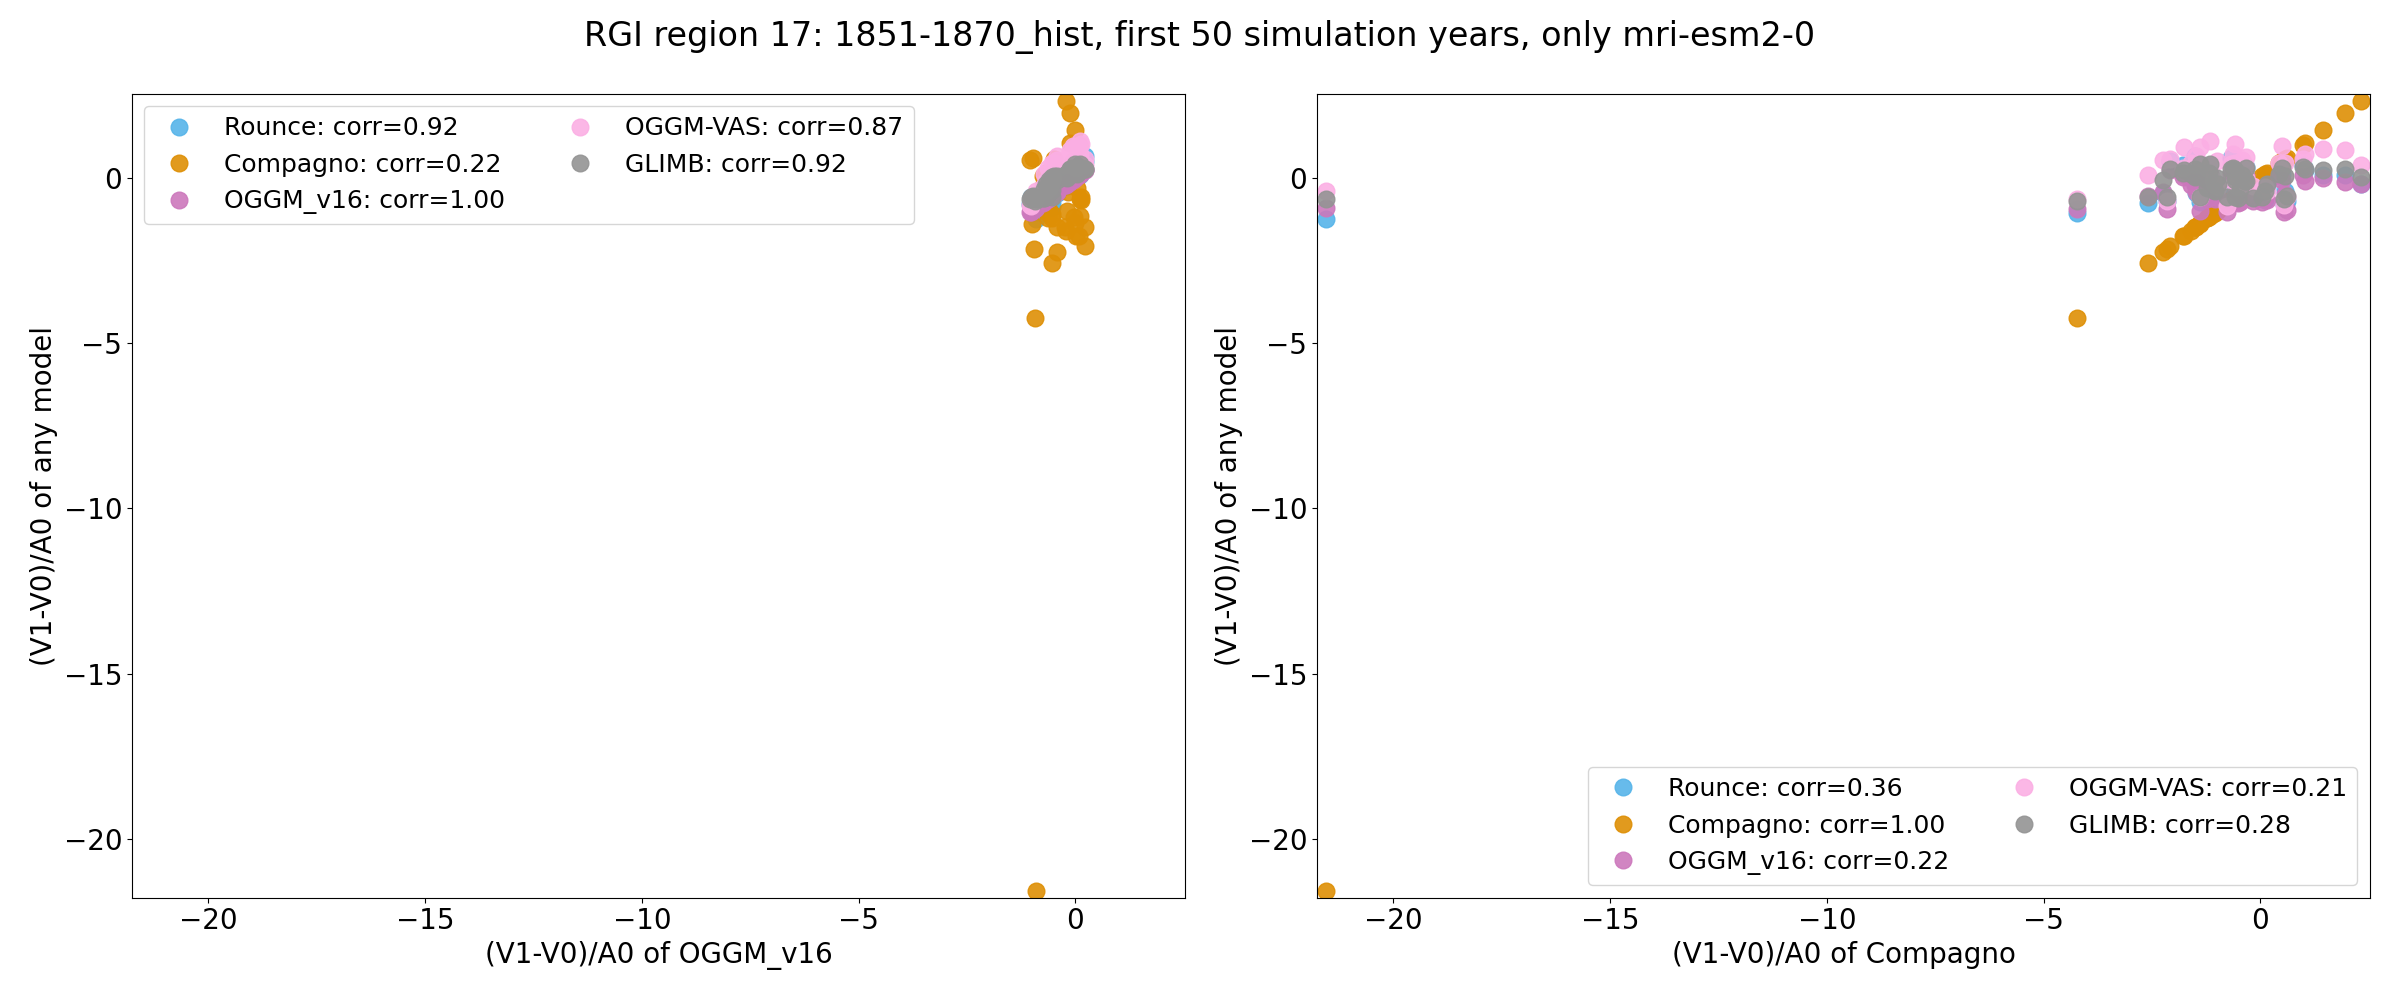 RGI region 17: 1851-1870_hist, first 50 simulation years, only mri-esm2-0
Rounce: corr=0.92
Compagno: corr=0.22
OGGM_v16: corr=1.00
OGGM-VAS: corr=0.87
GLIMB: corr=0.92
(V1-V0)/A0 of any model
0
−5
−10
−15
−20
−20
−15
−10
−5
0
(V1-V0)/A0 of OGGM_v16
(V1-V0)/A0 of any model
0
−5
−10
−15
−20
Rounce: corr=0.36
Compagno: corr=1.00
OGGM_v16: corr=0.22
OGGM-VAS: corr=0.21
GLIMB: corr=0.28
−20
−15
−10
−5
0
(V1-V0)/A0 of Compagno